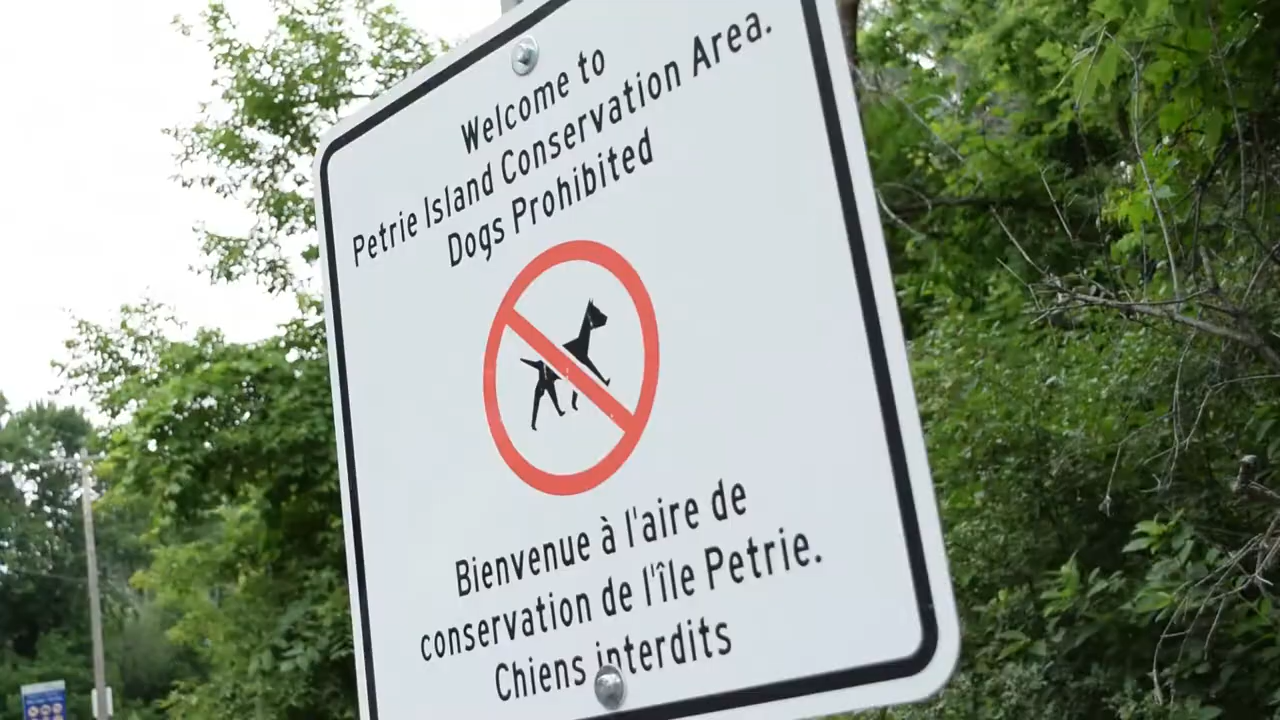 Welcome to
Petrie Island Conservation Area.
Dogs Prohibited
Bienvenue à l'aire de
conservation de l'île Petrie.
Chiens interdits